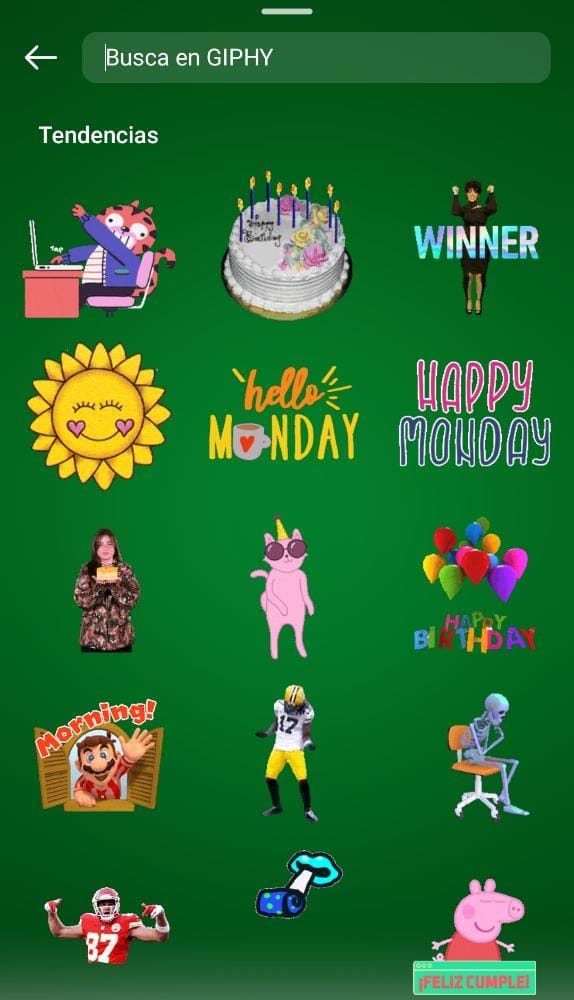 Busca en GIPHY
Tendencias
TAP
Happy
Birthday
WINNER
hello
MONDAY
HAPPY
MONDAY
HAPPY
BIRTHDAY
Morning!
17
87
¡FELIZ CUMPLE!